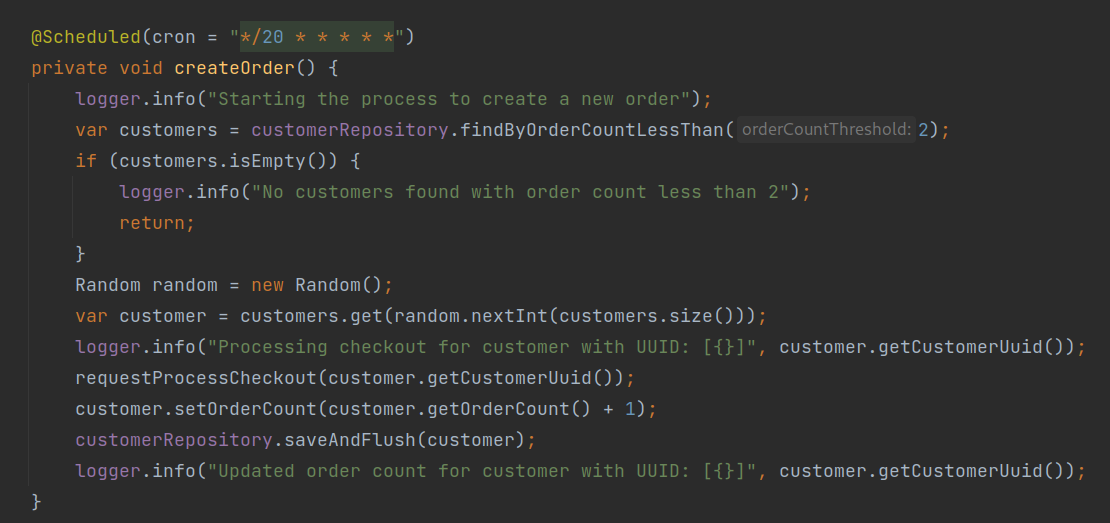 @Scheduled(cron = "*/20 * * * * *")
private void createOrder() {
logger.info("Starting the process to create a new order");
var customers = customerRepository.findByOrderCountLessThan( orderCountThreshold: 2);
if (customers.isEmpty()) {
logger.info("No customers found with order count less than 2");
return;
}
Random random = new Random();
var customer = customers.get(random.nextInt(customers.size()));
logger.info("Processing checkout for customer with UUID: [{}]", customer.getCustomerUuid());
requestProcessCheckout(customer.getCustomerUuid());
customer.setOrderCount(customer.getOrderCount() + 1);
customerRepository.saveAndFlush(customer);
logger.info("Updated order count for customer with UUID: [{}]", customer.getCustomerUuid());
}